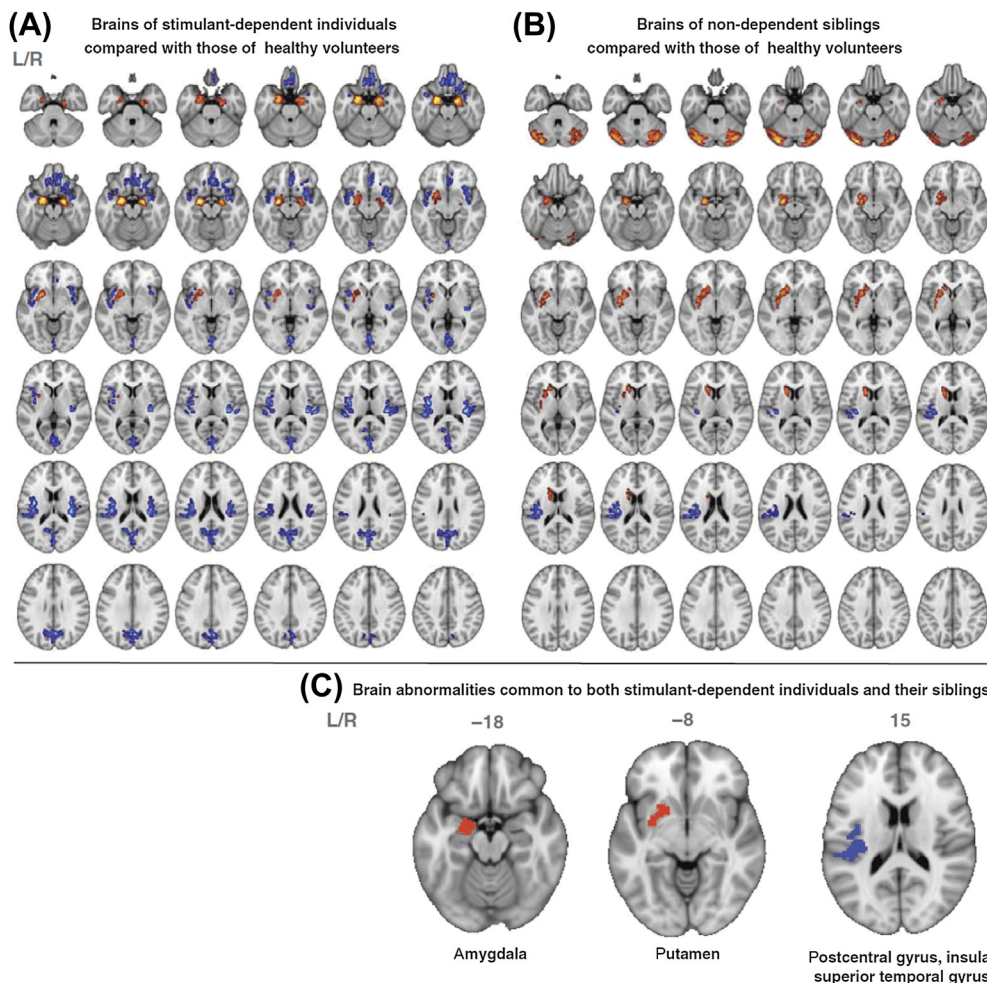 (A) Brains of stimulant-dependent individuals
compared with those of healthy volunteers
L/R
(B) Brains of non-dependent siblings
compared with those of healthy volunteers
(C) Brain abnormalities common to both stimulant-dependent individuals and their siblings
L/R −18 −8 15
Amygdala
Putamen
Postcentral gyrus, insula
superior temporal gyrus